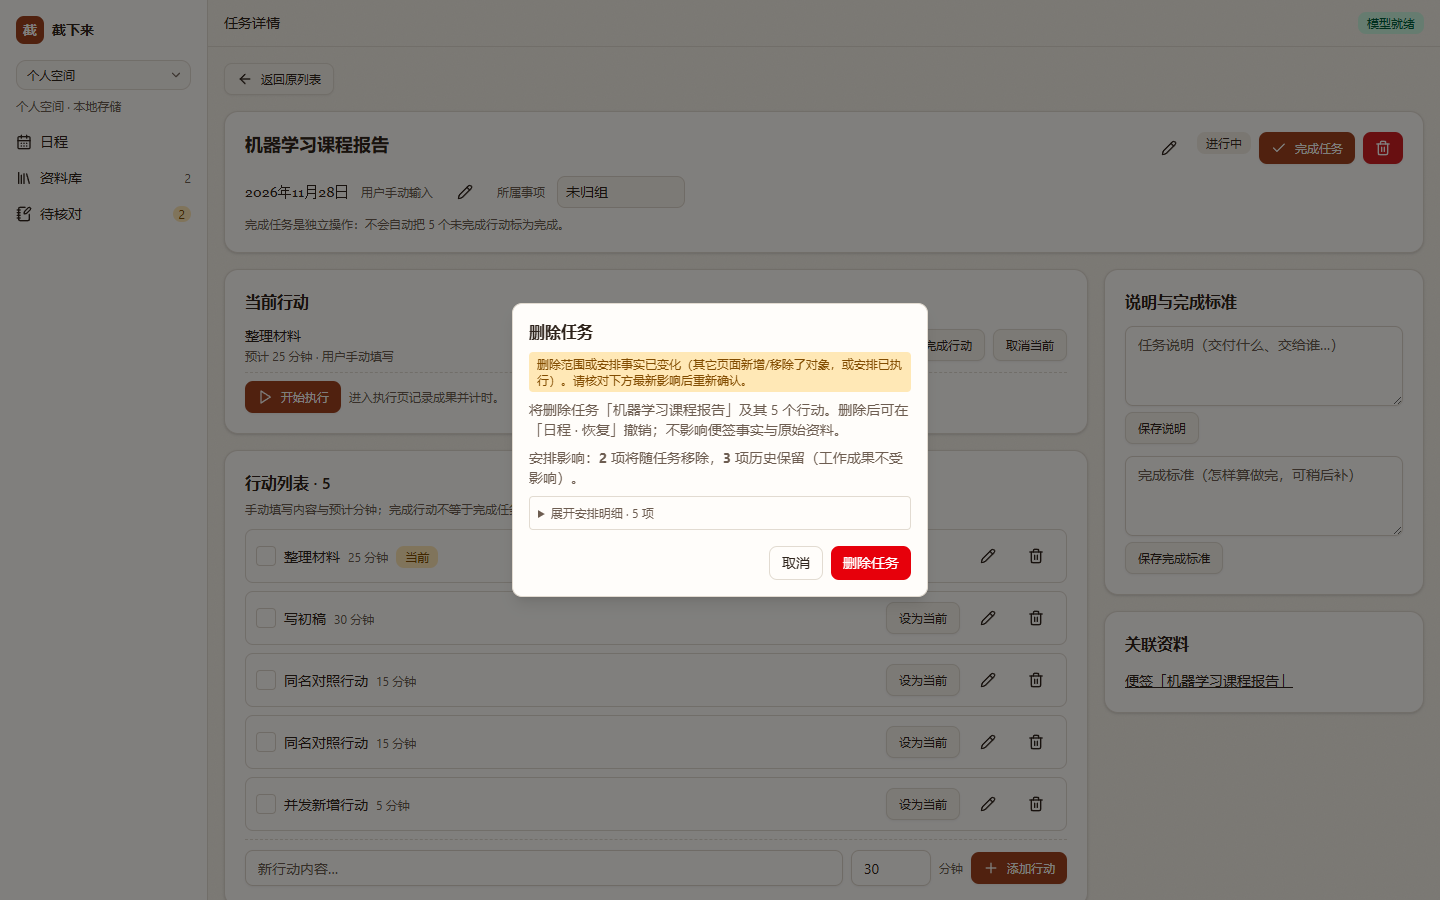 截 截下来
个人空间
个人空间 · 本地存储
日程
资料库 2
待核对 2
任务详情
模型就绪
返回原列表
机器学习课程报告
进行中
完成任务
2026年11月28日 用户手动输入 所属事项 未归组
完成任务是独立操作：不会自动把 5 个未完成行动标为完成。
当前行动
整理材料
预计 25 分钟 · 用户手动填写
完成行动
取消当前
开始执行 进入执行页记录成果并计时。
行动列表 · 5
手动填写内容与预计分钟；完成行动不等于完成任
整理材料 25 分钟 当前
写初稿 30 分钟 设为当前
同名对照行动 15 分钟 设为当前
同名对照行动 15 分钟 设为当前
并发新增行动 5 分钟 设为当前
新行动内容... 30 分钟 添加行动
删除任务
删除范围或安排事实已变化（其它页面新增/移除了对象，或安排已执
行）。请核对下方最新影响后重新确认。
将删除任务「机器学习课程报告」及其 5 个行动。删除后可在
「日程 · 恢复」撤销；不影响便签事实与原始资料。
安排影响：2 项将随任务移除，3 项历史保留（工作成果不受
影响）。
展开安排明细 · 5 项
取消 删除任务
说明与完成标准
任务说明（交付什么、交给谁...）
保存说明
完成标准（怎样算做完，可稍后补）
保存完成标准
关联资料
便签「机器学习课程报告」